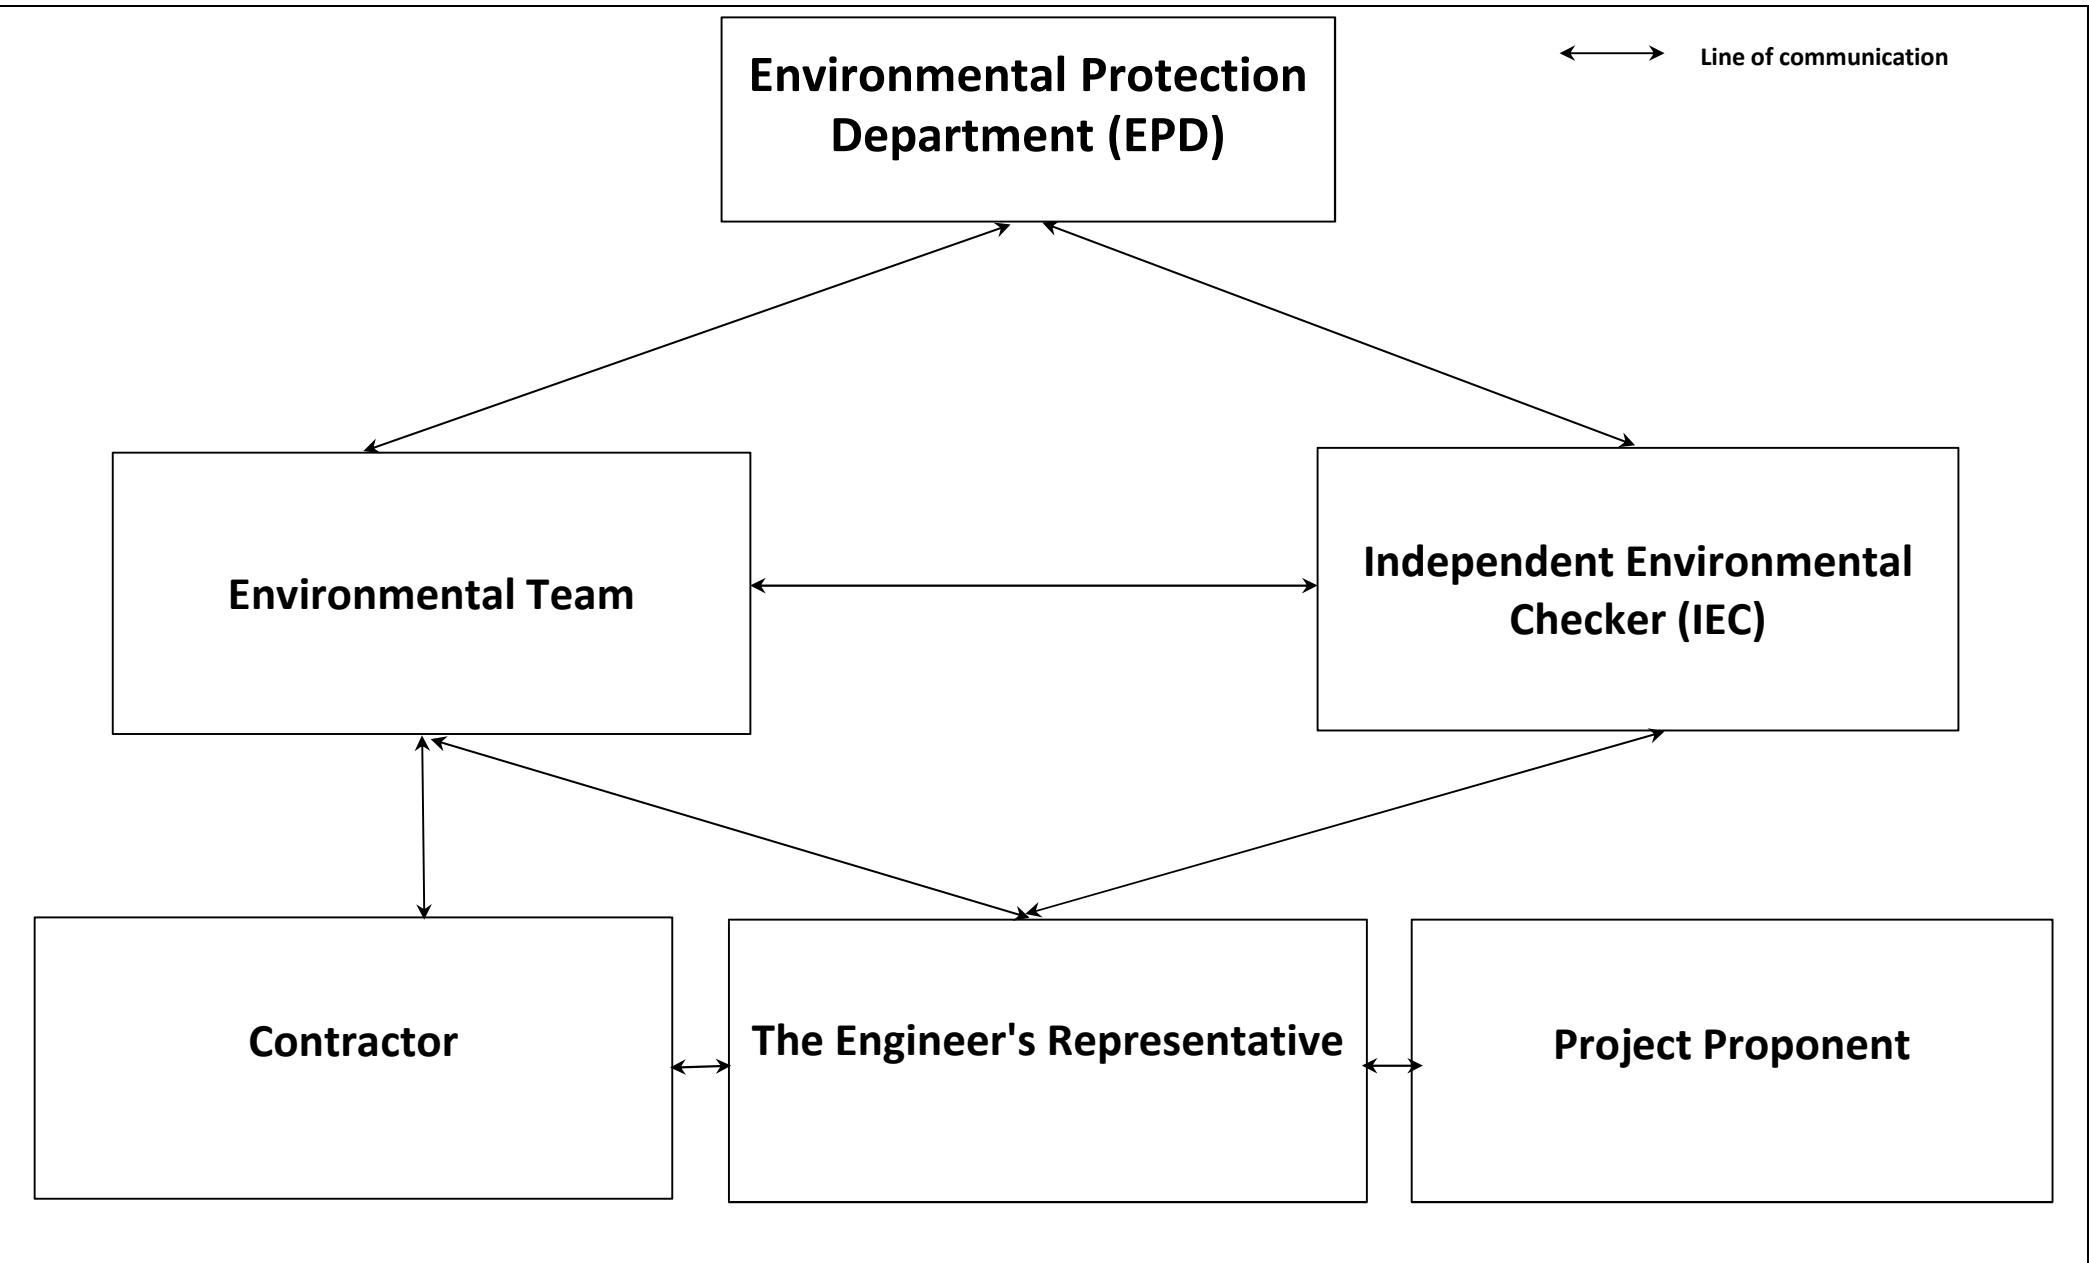 Environmental Protection
Department (EPD)
Line of communication
Environmental Team
Independent Environmental
Checker (IEC)
Contractor
The Engineer's Representative
Project Proponent